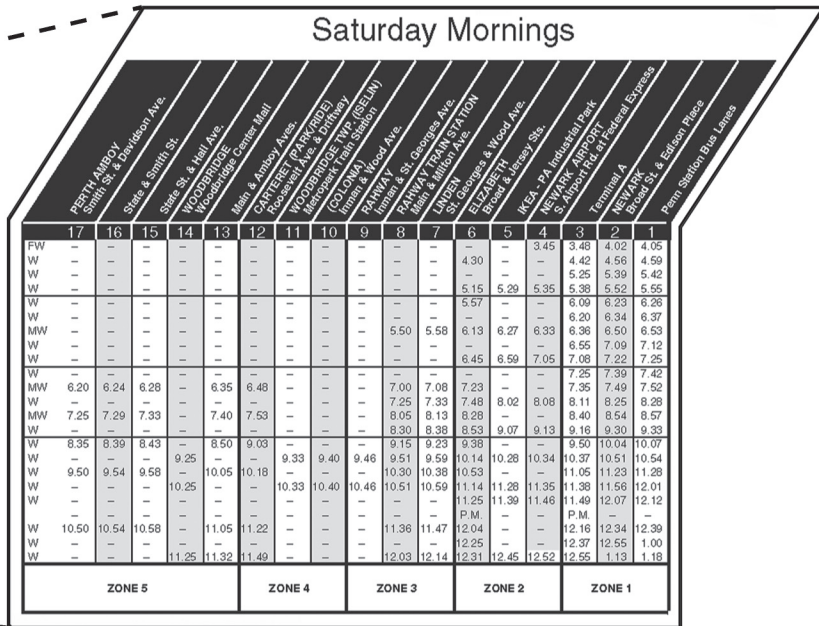 Saturday Mornings
PERTH AMBOY
Smith St. & Davidson Ave.
State & Smith St.
State St. & Hall Ave.
WOODBRIDGE
Woodbridge Center Mall
Main & Amboy Aves.
CARTERET (PARK/RIDE)
Roosevelt Ave. & Driftway
WOODBRIDGE TWP. (ISELIN)
Metropark Train Station
(COLONIA)
Inman & Wood Ave.
RAHWAY
Inman & St. Georges Ave.
RAHWAY TRAIN STATION
Main & Milton Ave.
LINDEN
St. Georges & Wood Ave.
ELIZABETH
Broad & Jersey Sts.
IKEA - PA Industrial Park
NEWARK AIRPORT
S. Airport Rd. at Federal Express
Terminal A
NEWARK
Broad St. & Edison Place
Penn Station Bus Lanes
17 16 15 14 13 12 11 10 9 8 7 6 5 4 3 2 1
FW – – – – – – – – – – – – – 3.45 3.48 4.02 4.05
W – – – – – – – – – – – 4.30 – – 4.42 4.56 4.59
W – – – – – – – – – – – – – – 5.25 5.39 5.42
W – – – – – – – – – – – 5.15 5.29 5.35 5.38 5.52 5.55
W – – – – – – – – – – – 5.57 – – 6.09 6.23 6.26
W – – – – – – – – – – – – – – 6.20 6.34 6.37
MW – – – – – – – – – 5.50 5.58 6.13 6.27 6.33 6.36 6.50 6.53
W – – – – – – – – – – – – – – 6.55 7.09 7.12
W – – – – – – – – – – – 6.45 6.59 7.05 7.08 7.22 7.25
W – – – – – – – – – – – – – – 7.25 7.39 7.42
MW 6.20 6.24 6.28 – 6.35 6.48 – – – 7.00 7.08 7.23 – – 7.35 7.49 7.52
W – – – – – – – – – 7.25 7.33 7.48 8.02 8.08 8.11 8.25 8.28
MW 7.25 7.29 7.33 – 7.40 7.53 – – – 8.05 8.13 8.28 – – 8.40 8.54 8.57
W – – – – – – – – – 8.30 8.38 8.53 9.07 9.13 9.16 9.30 9.33
W 8.35 8.39 8.43 – 8.50 9.03 – – – 9.15 9.23 9.38 – – 9.50 10.04 10.07
W – – – 9.25 – – 9.33 9.40 9.46 9.51 9.59 10.14 10.28 10.34 10.37 10.51 10.54
W 9.50 9.54 9.58 – 10.05 10.18 – – – 10.30 10.38 10.53 – – 11.05 11.23 11.28
W – – – 10.25 – – 10.33 10.40 10.46 10.51 10.59 11.14 11.28 11.35 11.38 11.56 12.01
W – – – – – – – – – – – 11.25 11.39 11.46 11.49 12.07 12.12
– – – – – – – – – – – P.M. – – P.M. – –
W 10.50 10.54 10.58 – 11.05 11.22 – – – 11.36 11.47 12.04 – – 12.16 12.34 12.39
W – – – – – – – – – – – 12.25 – – 12.37 12.55 1.00
W – – – 11.25 11.32 11.49 – – – 12.03 12.14 12.31 12.45 12.52 12.55 1.13 1.18
ZONE 5 ZONE 4 ZONE 3 ZONE 2 ZONE 1